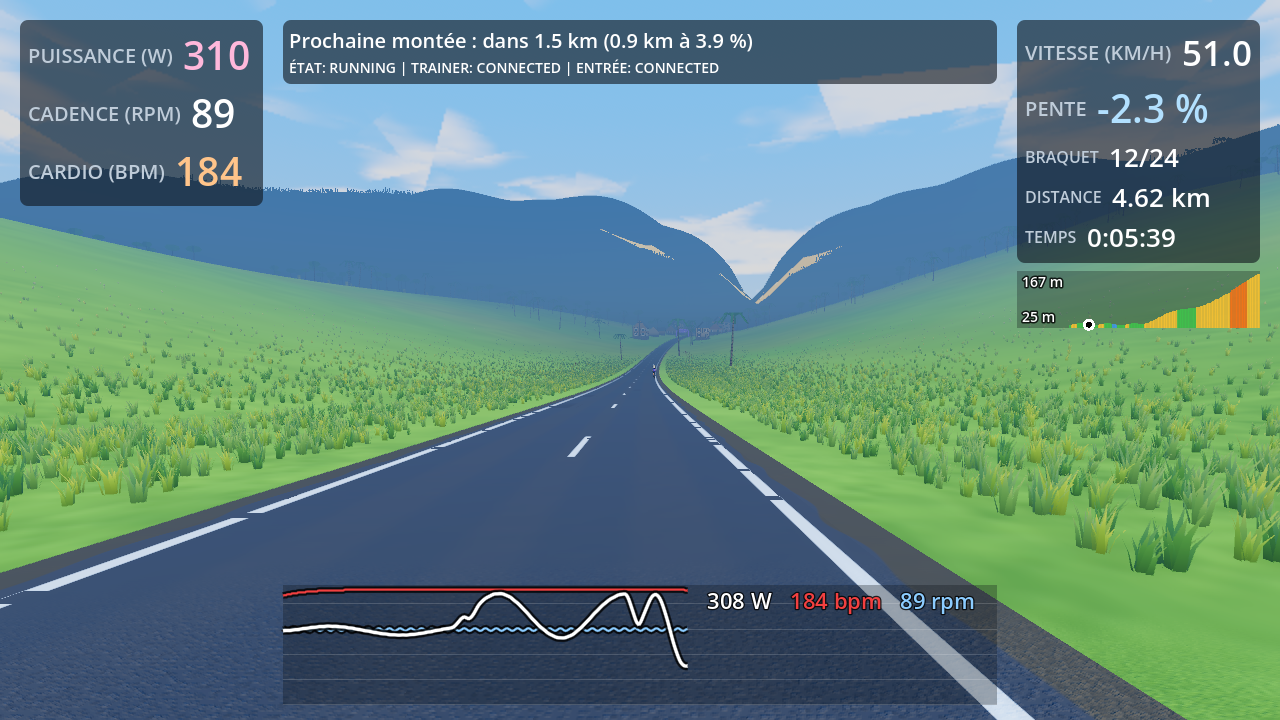 PUISSANCE (W) 310
CADENCE (RPM) 89
CARDIO (BPM) 184
Prochaine montée : dans 1.5 km (0.9 km à 3.9 %)
ÉTAT: RUNNING | TRAINER: CONNECTED | ENTRÉE: CONNECTED
VITESSE (KM/H) 51.0
PENTE -2.3 %
BRAQUET 12/24
DISTANCE 4.62 km
TEMPS 0:05:39
167 m
25 m
308 W 184 bpm 89 rpm